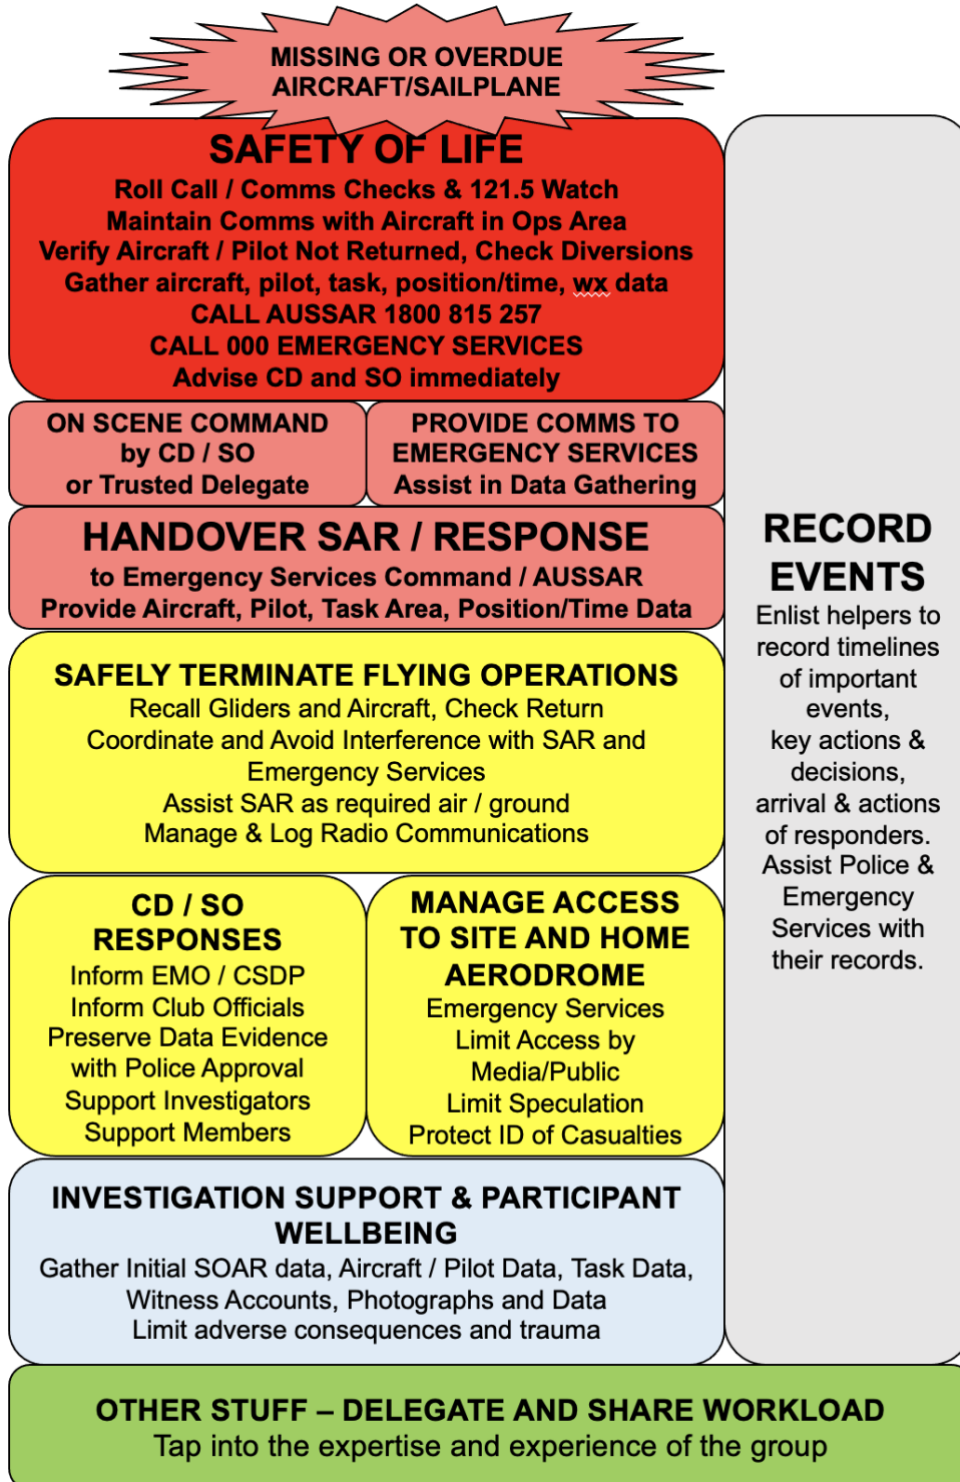 MISSING OR OVERDUE
AIRCRAFT/SAILPLANE
SAFETY OF LIFE
Roll Call / Comms Checks & 121.5 Watch
Maintain Comms with Aircraft in Ops Area
Verify Aircraft / Pilot Not Returned, Check Diversions
Gather aircraft, pilot, task, position/time, wx data
CALL AUSSAR 1800 815 257
CALL 000 EMERGENCY SERVICES
Advise CD and SO immediately
ON SCENE COMMAND
by CD / SO
or Trusted Delegate
PROVIDE COMMS TO
EMERGENCY SERVICES
Assist in Data Gathering
HANDOVER SAR / RESPONSE
to Emergency Services Command / AUSSAR
Provide Aircraft, Pilot, Task Area, Position/Time Data
SAFELY TERMINATE FLYING OPERATIONS
Recall Gliders and Aircraft, Check Return
Coordinate and Avoid Interference with SAR and
Emergency Services
Assist SAR as required air / ground
Manage & Log Radio Communications
CD / SO
RESPONSES
Inform EMO / CSDP
Inform Club Officials
Preserve Data Evidence
with Police Approval
Support Investigators
Support Members
MANAGE ACCESS
TO SITE AND HOME
AERODROME
Emergency Services
Limit Access by
Media/Public
Limit Speculation
Protect ID of Casualties
INVESTIGATION SUPPORT & PARTICIPANT
WELLBEING
Gather Initial SOAR data, Aircraft / Pilot Data, Task Data,
Witness Accounts, Photographs and Data
Limit adverse consequences and trauma
RECORD
EVENTS
Enlist helpers to
record timelines
of important
events,
key actions &
decisions,
arrival & actions
of responders.
Assist Police &
Emergency
Services with
their records.
OTHER STUFF – DELEGATE AND SHARE WORKLOAD
Tap into the expertise and experience of the group